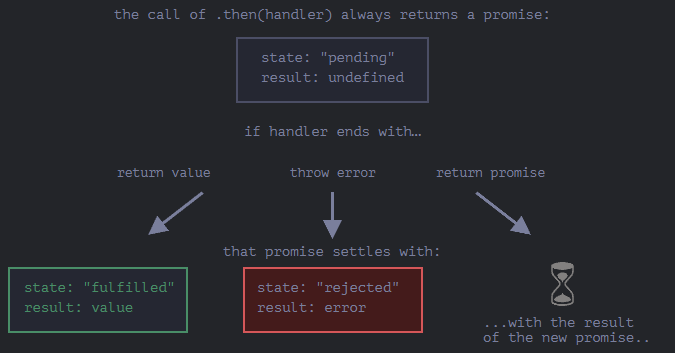 the call of .then(handler) always returns a promise:
state: "pending"
result: undefined
if handler ends with…
return value
throw error
return promise
that promise settles with:
state: "fulfilled"
result: value
state: "rejected"
result: error
...with the result
of the new promise..